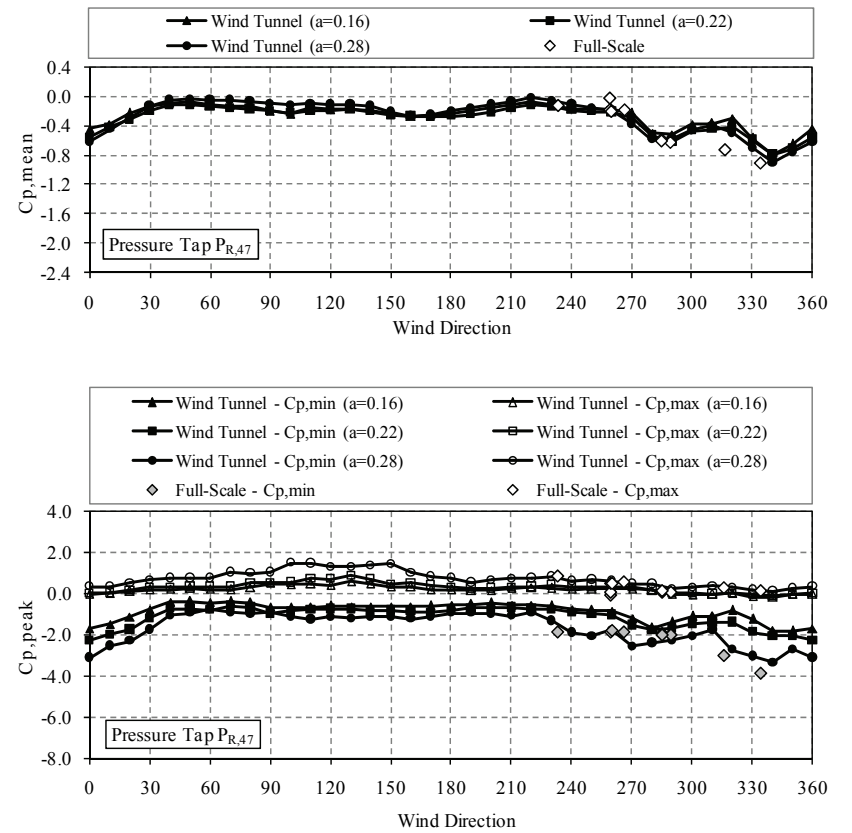 Wind Tunnel (a=0.16) Wind Tunnel (a=0.22)
Wind Tunnel (a=0.28) Full-Scale
0.4
0.0
-0.4
-0.8
-1.2
-1.6
-2.0
-2.4
Cp,mean
Pressure Tap P_R,47
0 30 60 90 120 150 180 210 240 270 300 330 360
Wind Direction
Wind Tunnel - Cp,min (a=0.16) Wind Tunnel - Cp,max (a=0.16)
Wind Tunnel - Cp,min (a=0.22) Wind Tunnel - Cp,max (a=0.22)
Wind Tunnel - Cp,min (a=0.28) Wind Tunnel - Cp,max (a=0.28)
Full-Scale - Cp,min Full-Scale - Cp,max
4.0
2.0
0.0
-2.0
-4.0
-6.0
-8.0
Cp,peak
Pressure Tap P_R,47
0 30 60 90 120 150 180 210 240 270 300 330 360
Wind Direction